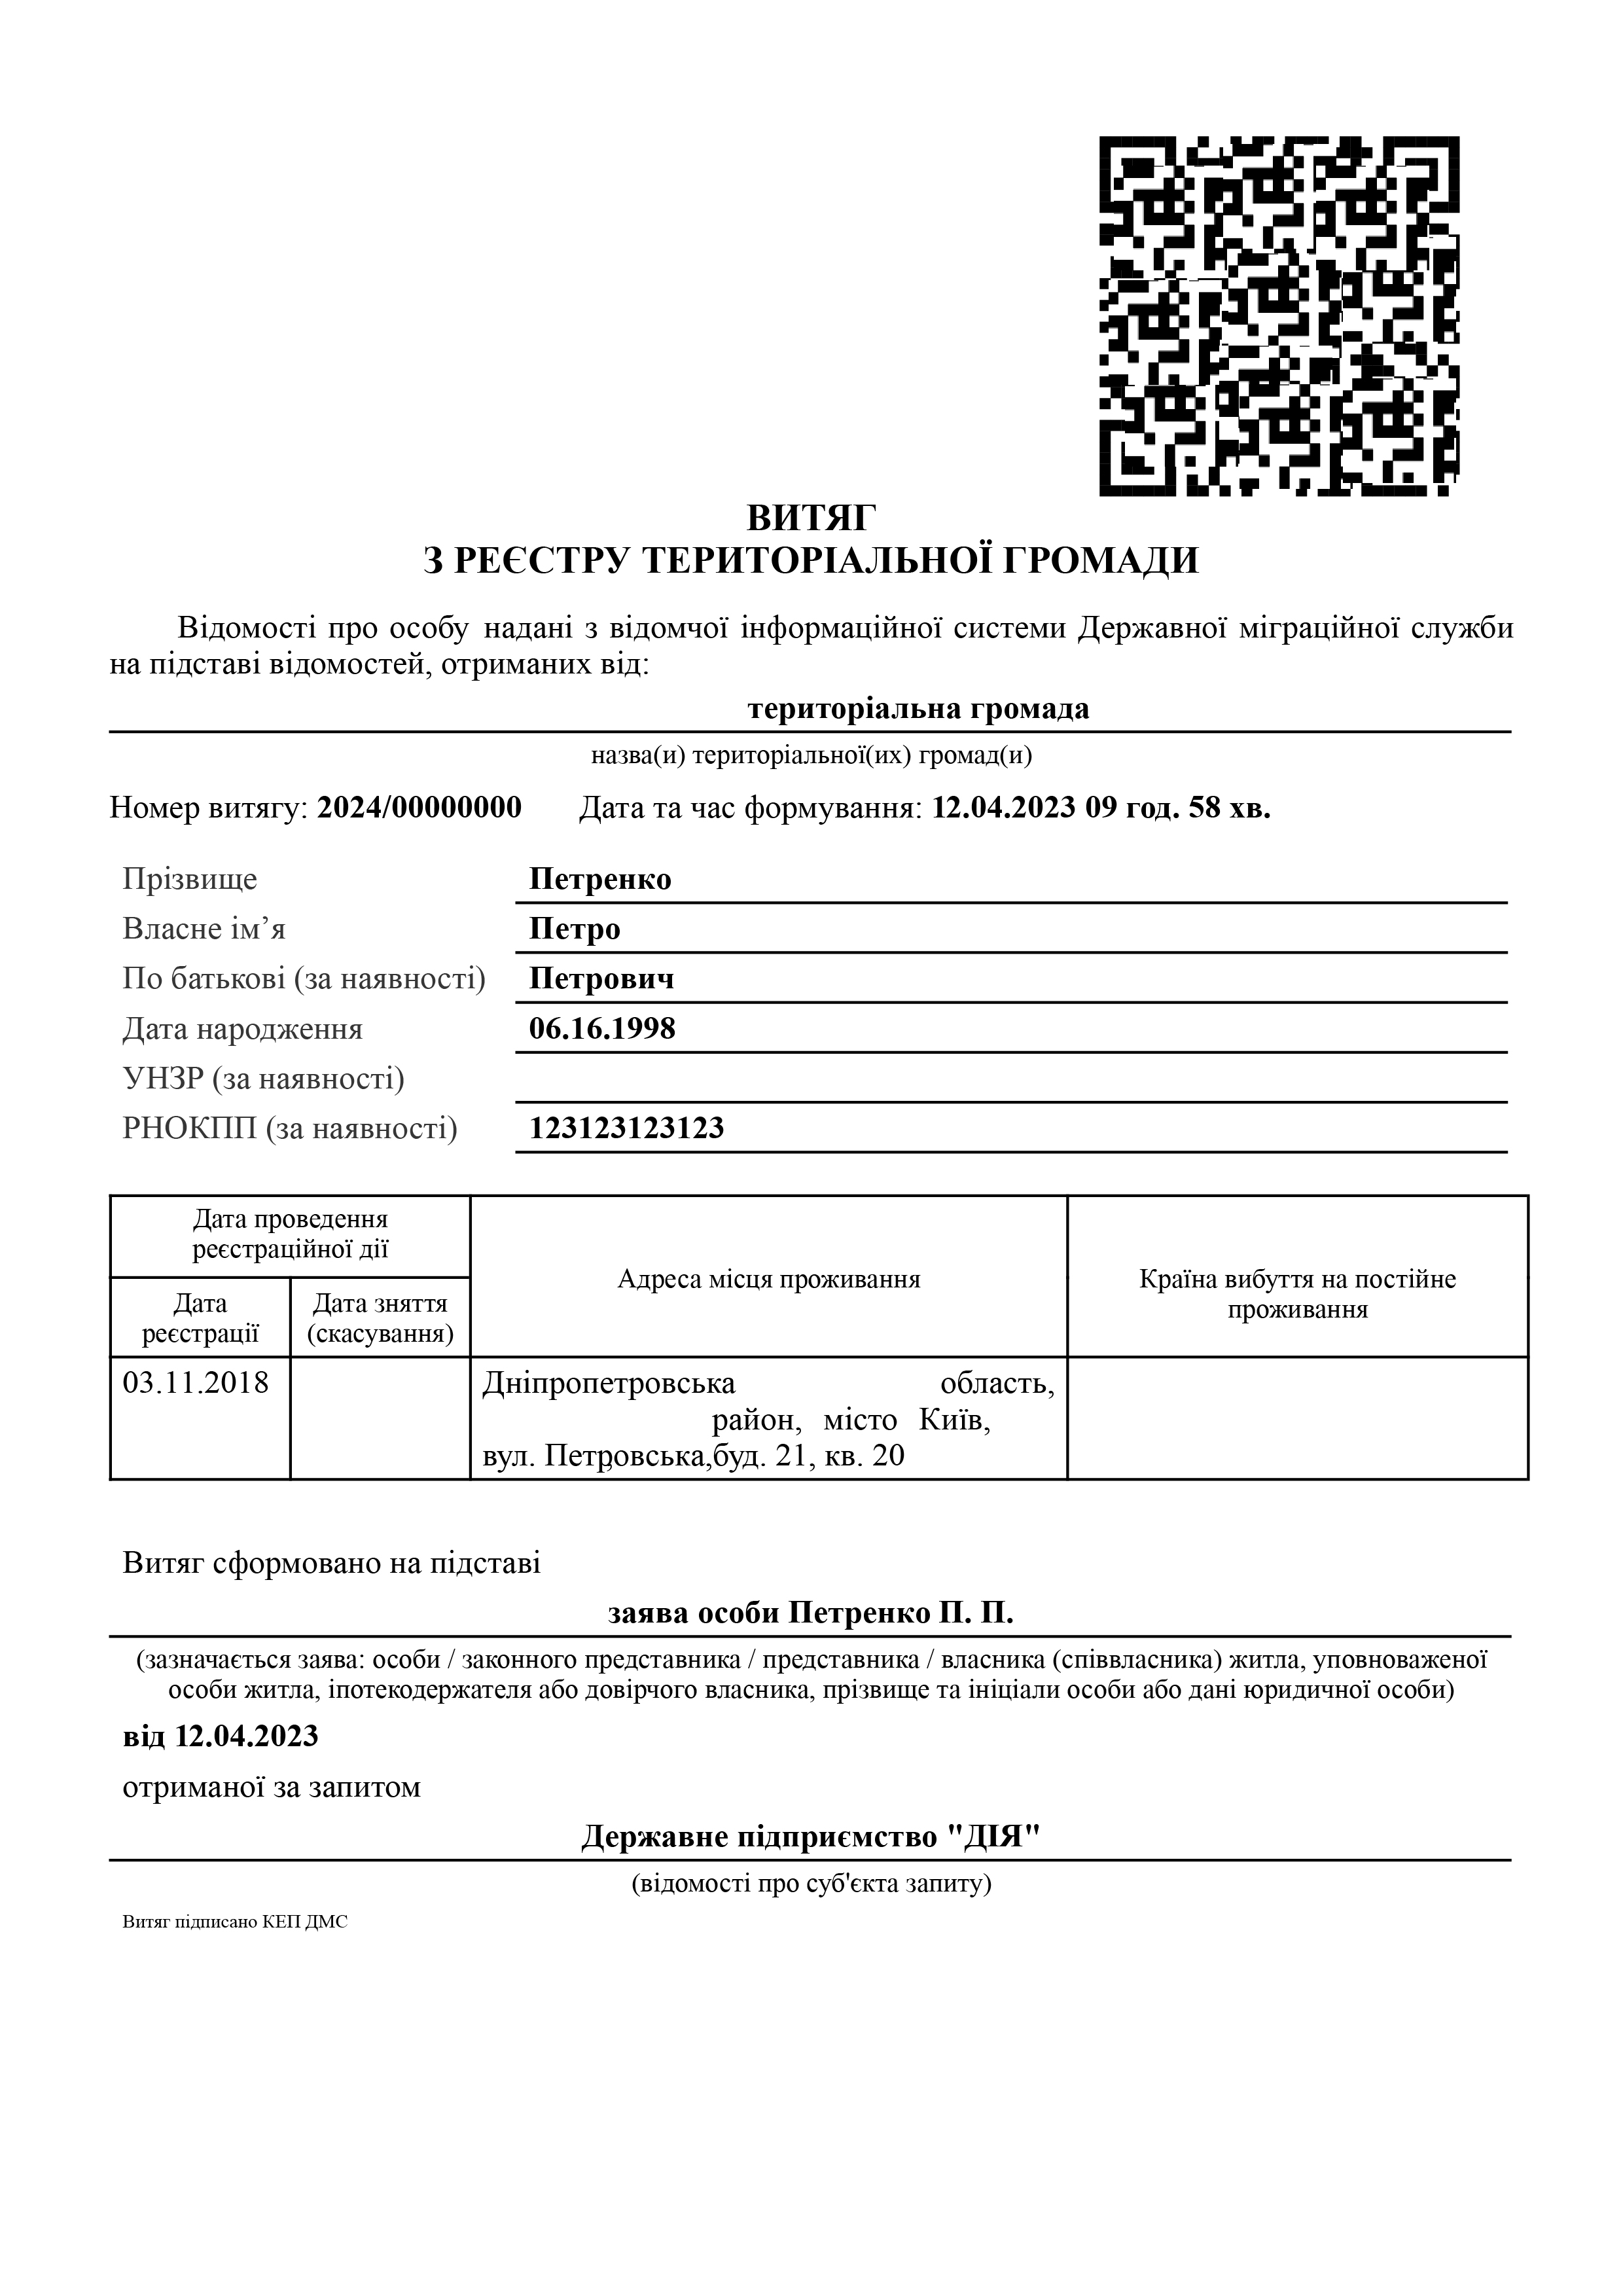 ВИТЯГ
З РЕЄСТРУ ТЕРИТОРІАЛЬНОЇ ГРОМАДИ
Відомості про особу надані з відомчої інформаційної системи Державної міграційної служби
на підставі відомостей, отриманих від:
територіальна громада
назва(и) територіальної(их) громад(и)
Номер витягу: 2024/00000000 Дата та час формування: 12.04.2023 09 год. 58 хв.
Прізвище Петренко
Власне ім’я Петро
По батькові (за наявності) Петрович
Дата народження 06.16.1998
УНЗР (за наявності)
РНОКПП (за наявності) 123123123123
Дата проведення
реєстраційної дії
Дата
реєстрації
Дата зняття
(скасування)
Адреса місця проживання
Країна вибуття на постійне
проживання
03.11.2018
Дніпропетровська область,
район, місто Київ,
вул. Петровська,буд. 21, кв. 20
Витяг сформовано на підставі
заява особи Петренко П. П.
(зазначається заява: особи / законного представника / представника / власника (співвласника) житла, уповноваженої
особи житла, іпотекодержателя або довірчого власника, прізвище та ініціали особи або дані юридичної особи)
від 12.04.2023
отриманої за запитом
Державне підприємство "ДІЯ"
(відомості про суб'єкта запиту)
Витяг підписано КЕП ДМС